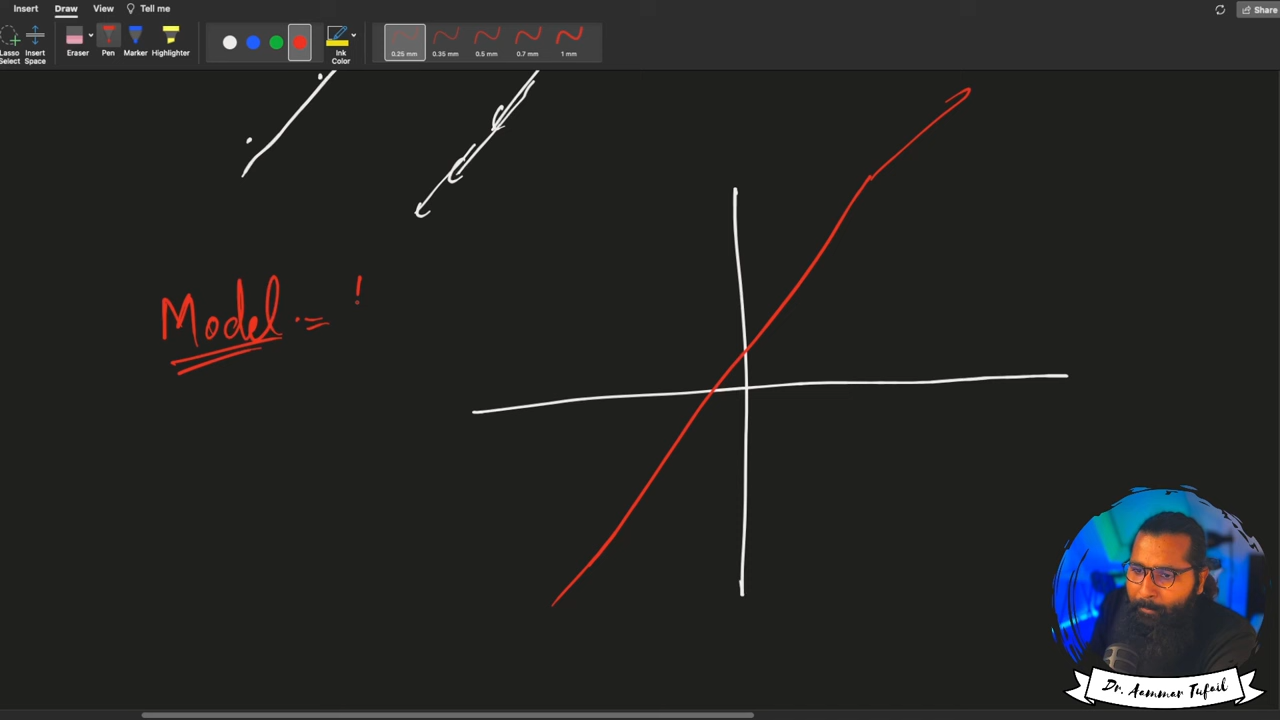 Insert Draw View Tell me
Share
Lasso Select
Insert Space
Eraser
Pen
Marker
Highlighter
Ink Color
0.25 mm
0.35 mm
0.5 mm
0.7 mm
1 mm
Model :=
Dr. Aammar Tufail